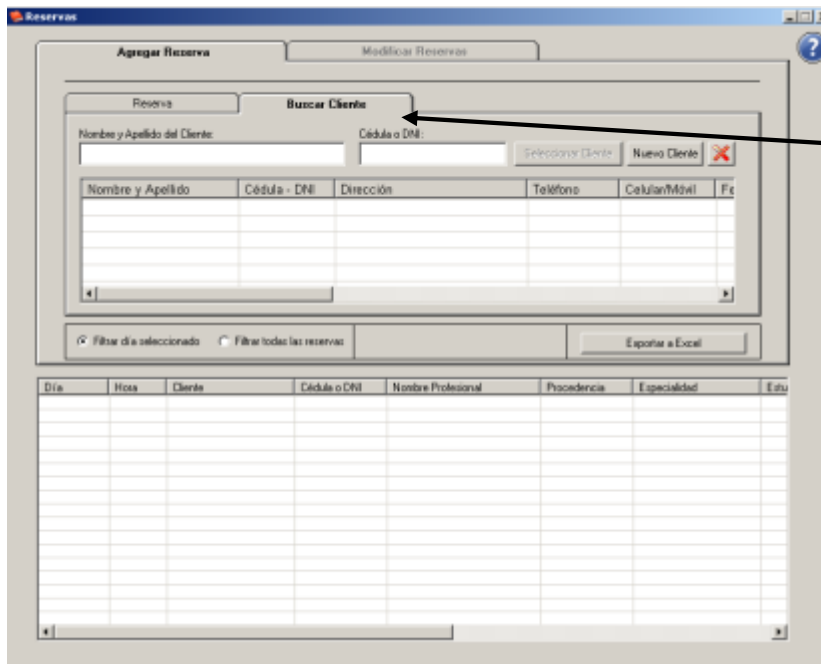 Reservas
Agregar Reserva Modificar Reservas
Reserva Buscar Cliente
Nombre y Apellido del Cliente: Cédula o DNI:
Seleccionar Cliente Nuevo Cliente
Nombre y Apellido Cédula - DNI Dirección Teléfono Celular/Móvil Fe
Filtrar día seleccionado Filtrar todas las reservas Exportar a Excel
Día Hora Cliente Cédula o DNI Nombre Profesional Procedencia Especialidad Estu